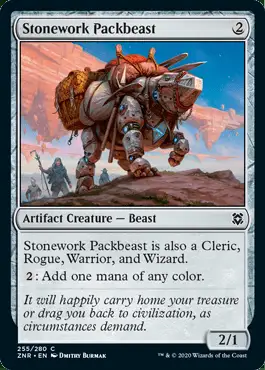 Stonework Packbeast 2
Artifact Creature — Beast
Stonework Packbeast is also a Cleric,
Rogue, Warrior, and Wizard.
2: Add one mana of any color.
It will happily carry home your treasure
or drag you back to civilization, as
circumstances demand.
2/1
255/280 C
ZNR • EN DMITRY BURMAK
™ & © 2020 Wizards of the Coast